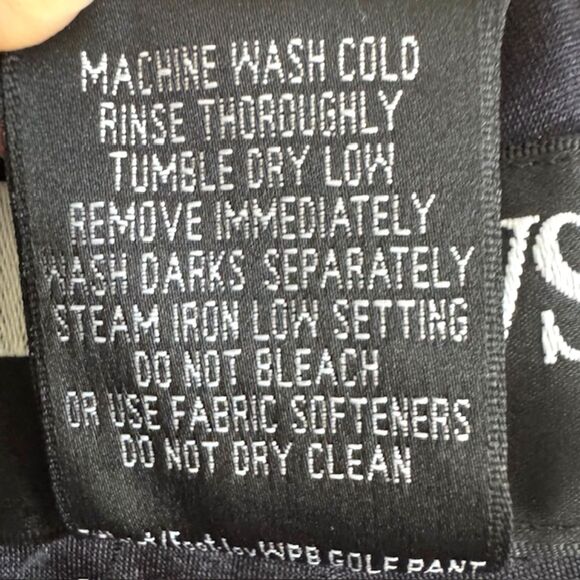 MACHINE WASH COLD
RINSE THOROUGHLY
TUMBLE DRY LOW
REMOVE IMMEDIATELY
WASH DARKS SEPARATELY
STEAM IRON LOW SETTING
DO NOT BLEACH
OR USE FABRIC SOFTENERS
DO NOT DRY CLEAN
WPB GOLF PANT